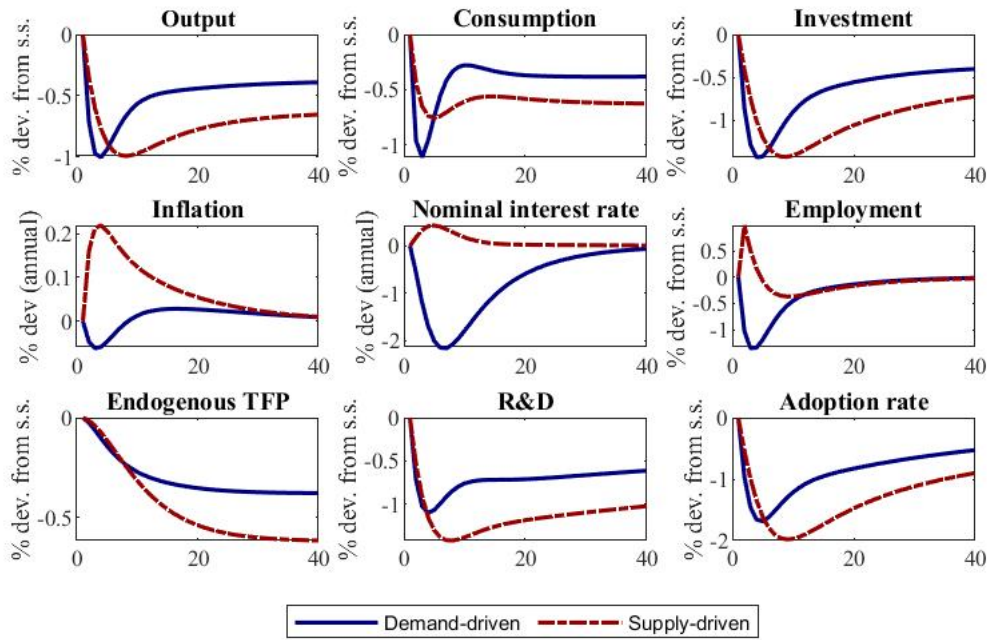 Output
% dev. from s.s.
0
-0.5
-1
0 20 40
Consumption
% dev. from s.s.
0
-0.5
-1
0 20 40
Investment
% dev. from s.s.
0
-0.5
-1
0 20 40
Inflation
% dev (annual)
0.2
0.1
0
0 20 40
Nominal interest rate
% dev (annual)
0
-1
-2
0 20 40
Employment
% dev. from s.s.
0.5
0
-0.5
-1
0 20 40
Endogenous TFP
% dev. from s.s.
0
-0.5
0 20 40
R&D
% dev. from s.s.
0
-0.5
-1
0 20 40
Adoption rate
% dev. from s.s.
0
-1
-2
0 20 40
Demand-driven Supply-driven